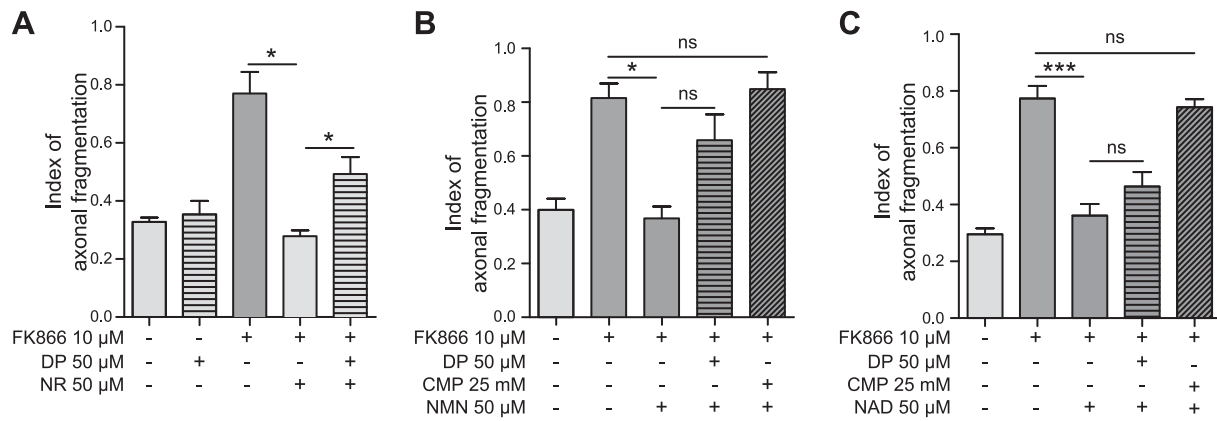 A
Index of
axonal fragmentation
1.0
0.8
0.6
0.4
0.2
0.0
*
*
FK866 10 µM - - + + +
DP 50 µM - + - - +
NR 50 µM - - - + +
B
Index of
axonal fragmentation
1.0
0.8
0.6
0.4
0.2
0.0
ns
*
ns
FK866 10 µM - + + + +
DP 50 µM - - - + -
CMP 25 mM - - - - +
NMN 50 µM - - + + +
C
Index of
axonal fragmentation
1.0
0.8
0.6
0.4
0.2
0.0
ns
***
ns
FK866 10 µM - + + + +
DP 50 µM - - - + -
CMP 25 mM - - - - +
NAD 50 µM - - + + +